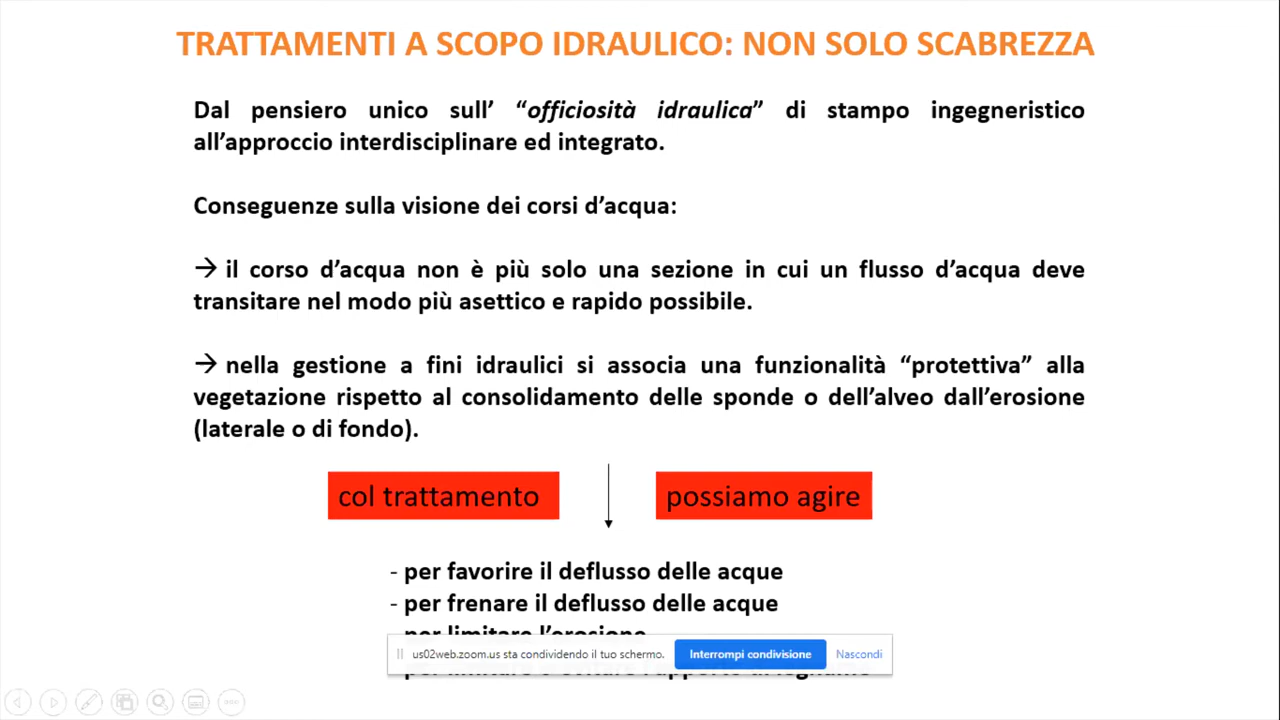 TRATTAMENTI A SCOPO IDRAULICO: NON SOLO SCABREZZA
Dal pensiero unico sull’ “officiosità idraulica” di stampo ingegneristico
all’approccio interdisciplinare ed integrato.
Conseguenze sulla visione dei corsi d’acqua:
→ il corso d’acqua non è più solo una sezione in cui un flusso d’acqua deve
transitare nel modo più asettico e rapido possibile.
→ nella gestione a fini idraulici si associa una funzionalità “protettiva” alla
vegetazione rispetto al consolidamento delle sponde o dell’alveo dall’erosione
(laterale o di fondo).
col trattamento possiamo agire
- per favorire il deflusso delle acque
- per frenare il deflusso delle acque
per limitare l’erosione
us02web.zoom.us sta condividendo il tuo schermo. Interrompi condivisione Nascondi